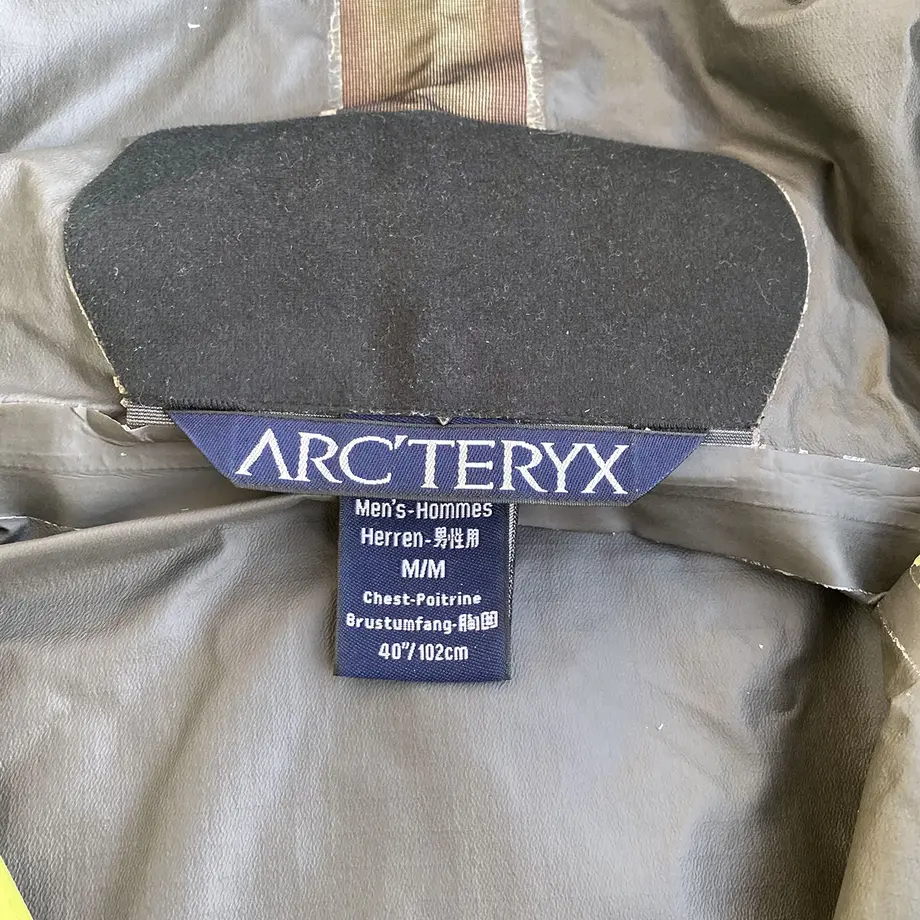 ARC'TERYX
Men's-Hommes
Herren-男性用
M/M
Chest-Poitrine
Brustumfang-胸囲
40"/102cm